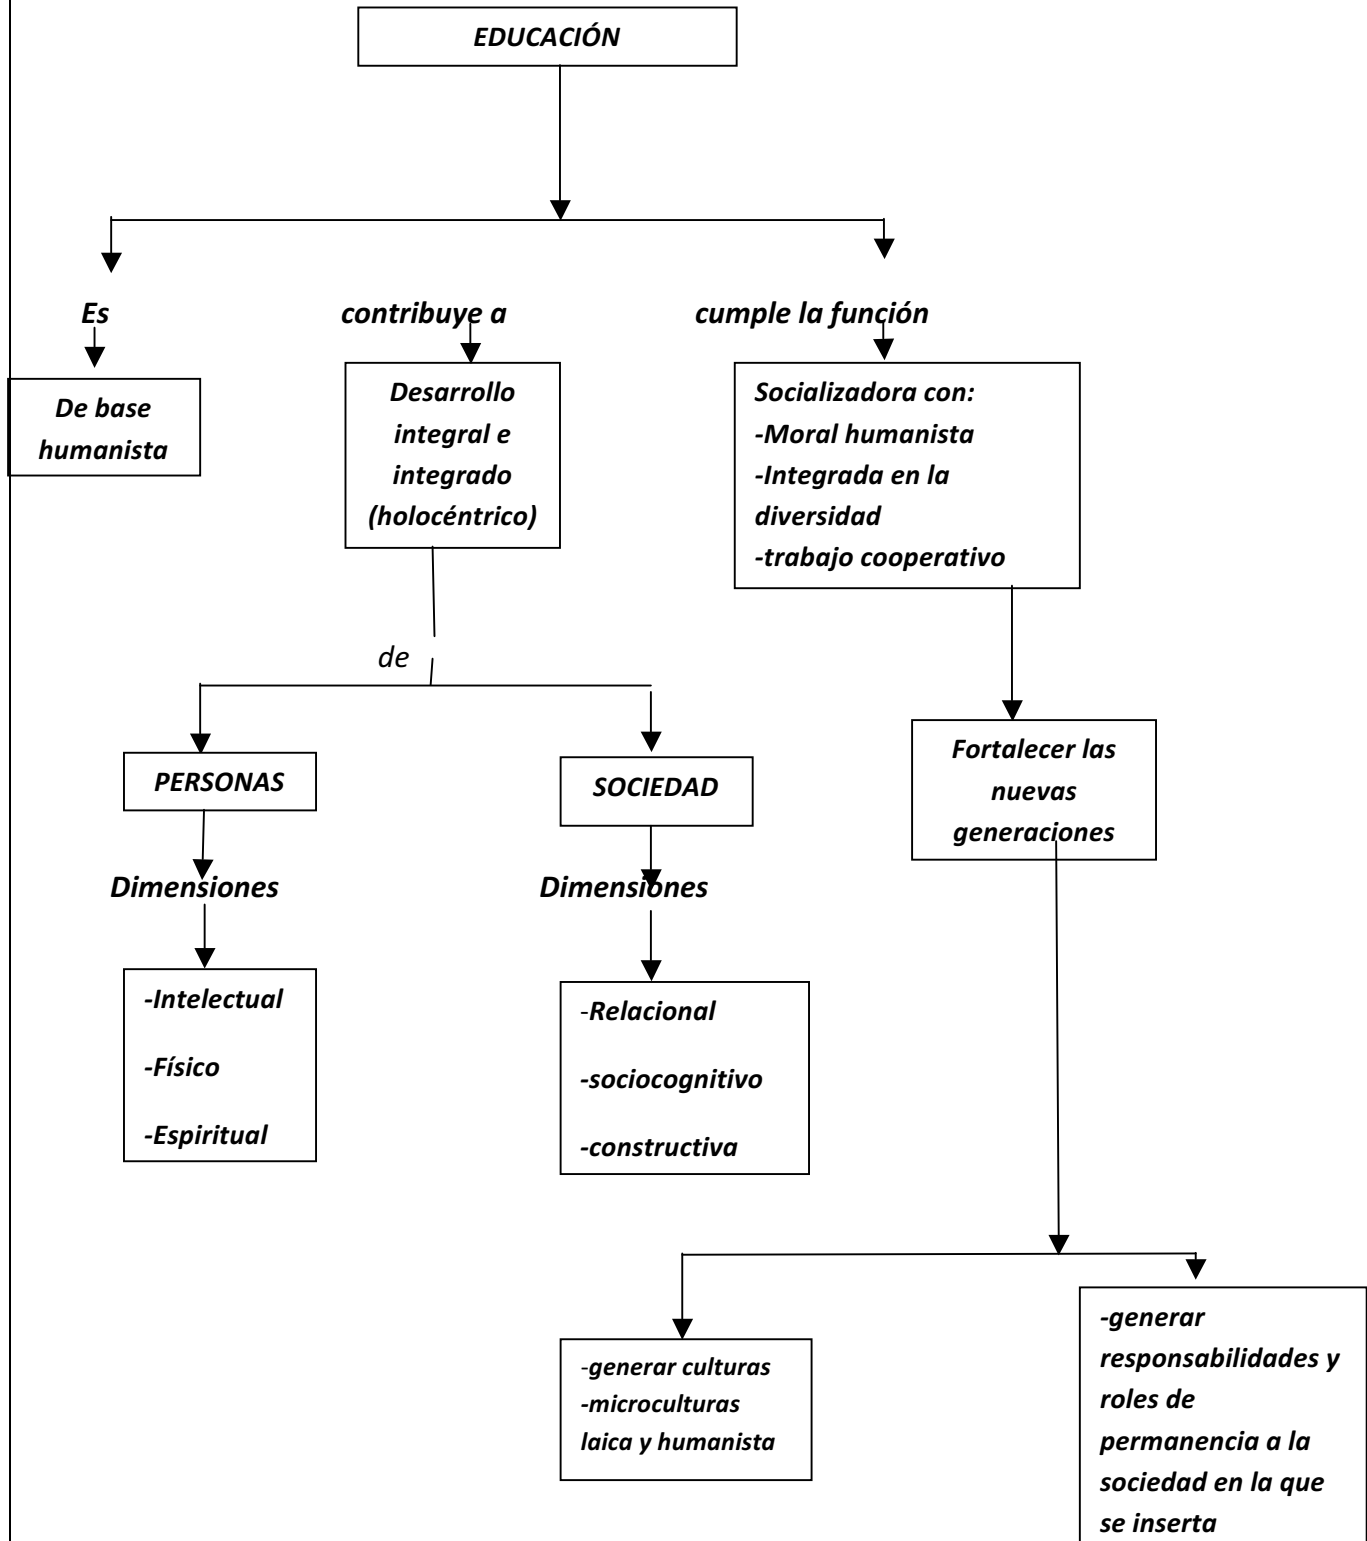 EDUCACIÓN
Es
contribuye a
cumple la función
De base
humanista
Desarrollo
integral e
integrado
(holocéntrico)
Socializadora con:
-Moral humanista
-Integrada en la
diversidad
-trabajo cooperativo
de
PERSONAS
SOCIEDAD
Fortalecer las
nuevas
generaciones
Dimensiones
Dimensiones
-Intelectual
-Físico
-Espiritual
-Relacional
-sociocognitivo
-constructiva
-generar culturas
-microculturas
laica y humanista
-generar
responsabilidades y
roles de
permanencia a la
sociedad en la que
se inserta